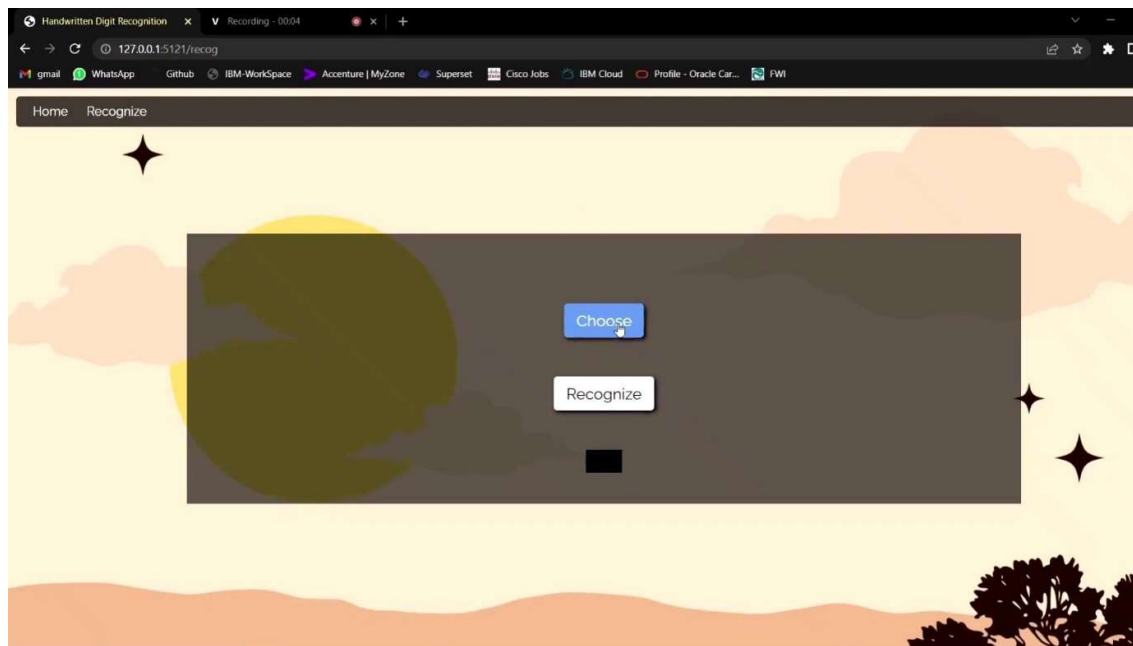 Handwritten Digit Recognition
Recording - 00:04
127.0.0.1:5121/recog
gmail WhatsApp Github IBM-WorkSpace Accenture | MyZone Superset Cisco Jobs IBM Cloud Profile - Oracle Car... FWI
Home Recognize
Choose
Recognize